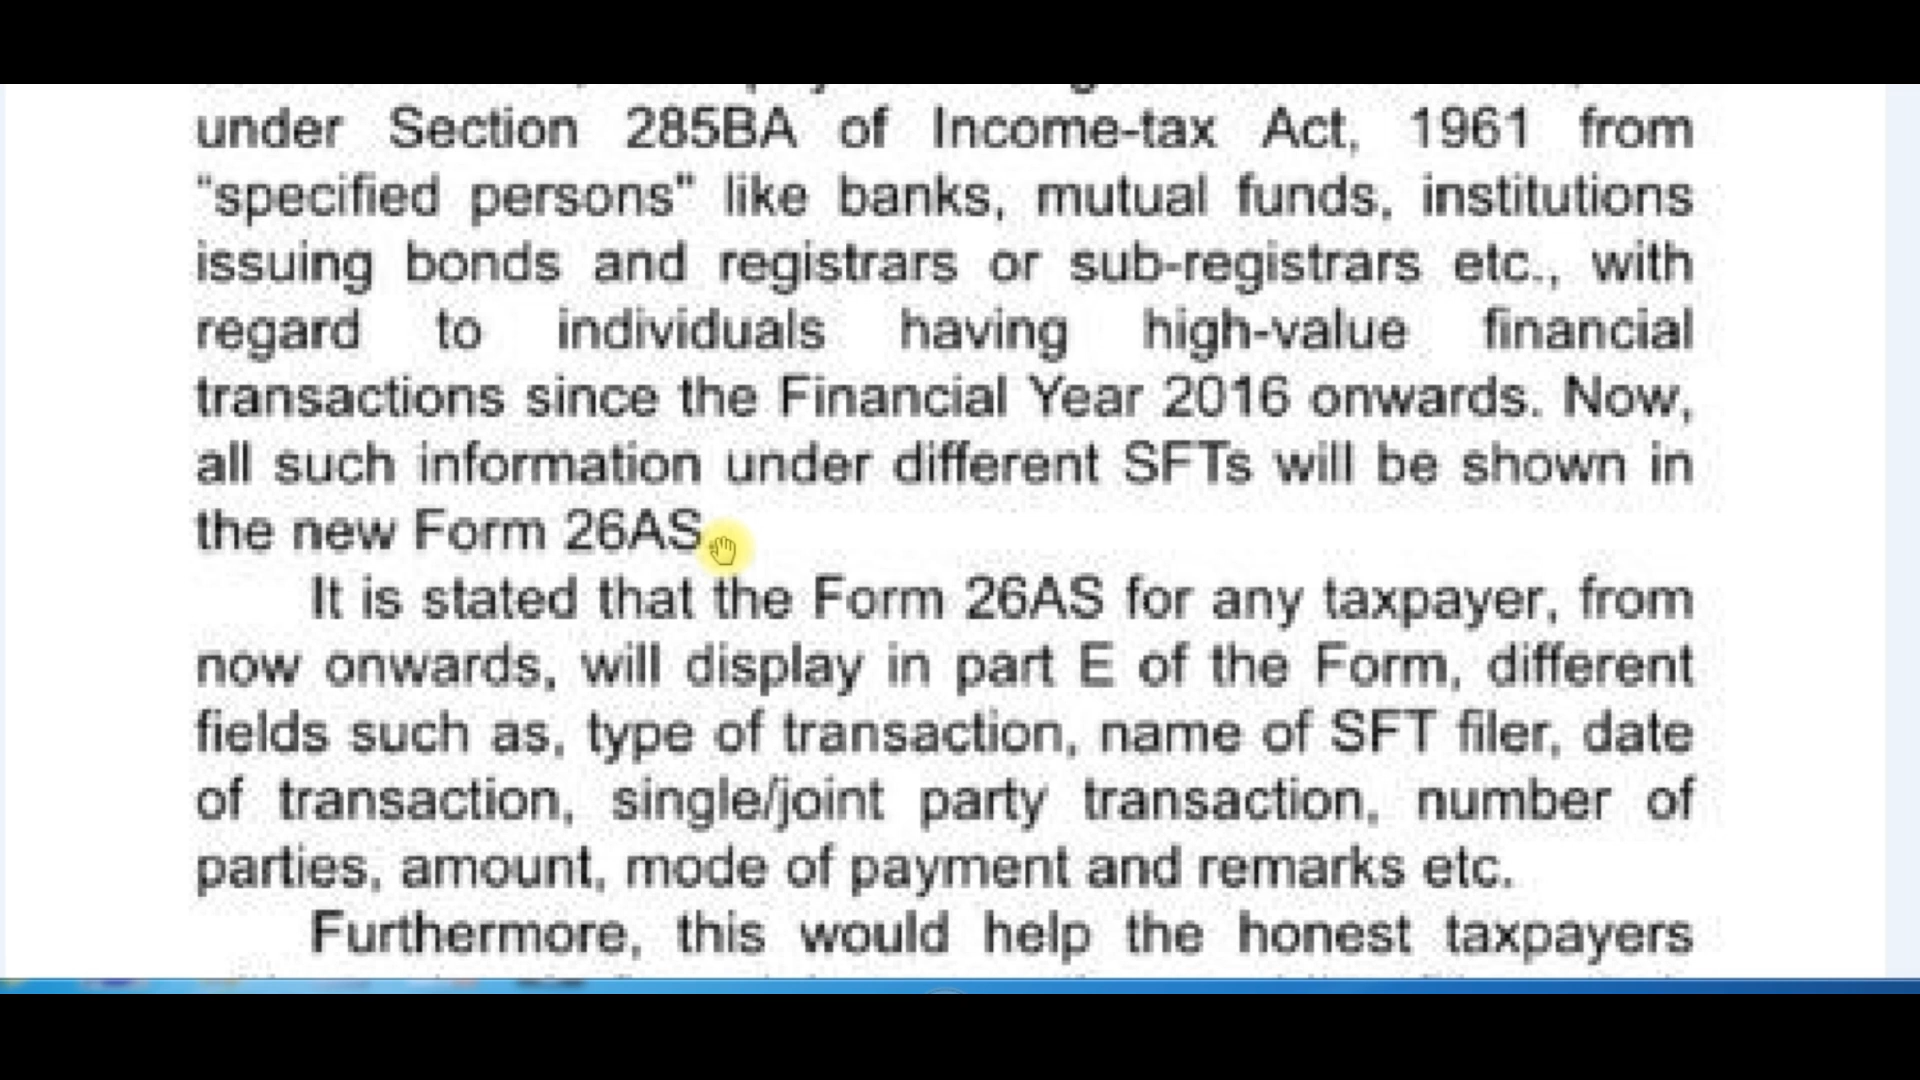 under Section 285BA of Income-tax Act, 1961 from
“specified persons” like banks, mutual funds, institutions
issuing bonds and registrars or sub-registrars etc., with
regard to individuals having high-value financial
transactions since the Financial Year 2016 onwards. Now,
all such information under different SFTs will be shown in
the new Form 26AS
It is stated that the Form 26AS for any taxpayer, from
now onwards, will display in part E of the Form, different
fields such as, type of transaction, name of SFT filer, date
of transaction, single/joint party transaction, number of
parties, amount, mode of payment and remarks etc.
Furthermore, this would help the honest taxpayers